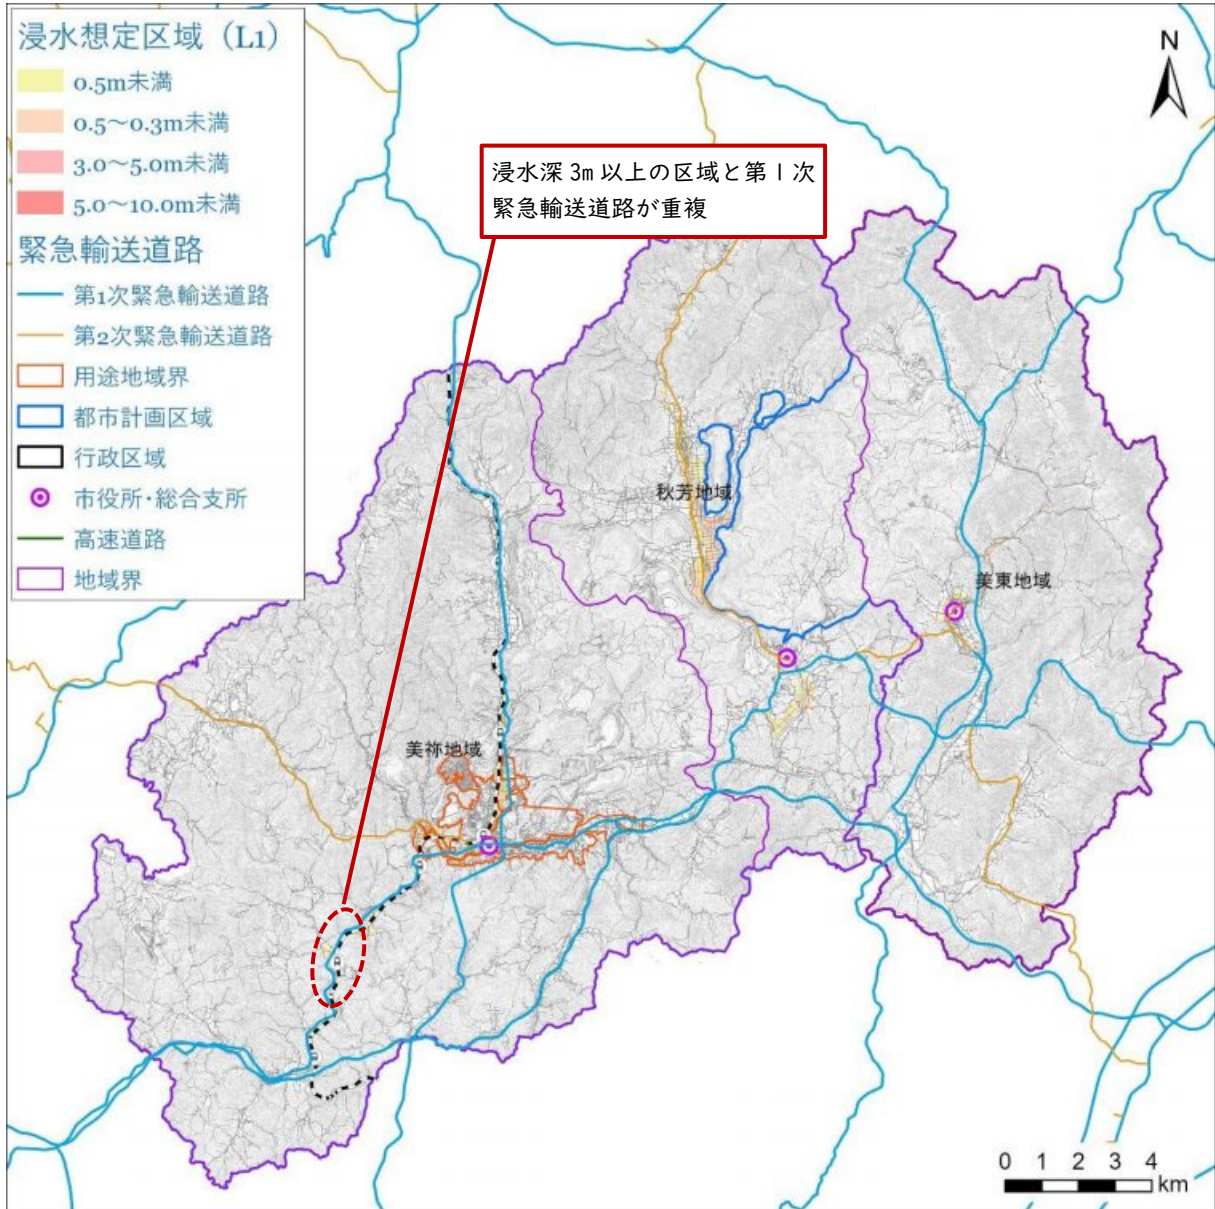 浸水想定区域（L1）
0.5m未満
0.5～0.3m未満
3.0～5.0m未満
5.0～10.0m未満
緊急輸送道路
第1次緊急輸送道路
第2次緊急輸送道路
用途地域界
都市計画区域
行政区域
市役所・総合支所
高速道路
地域界
N
浸水深 3m 以上の区域と第１次
緊急輸送道路が重複
秋芳地域
美東地域
美祢地域
0 1 2 3 4
km